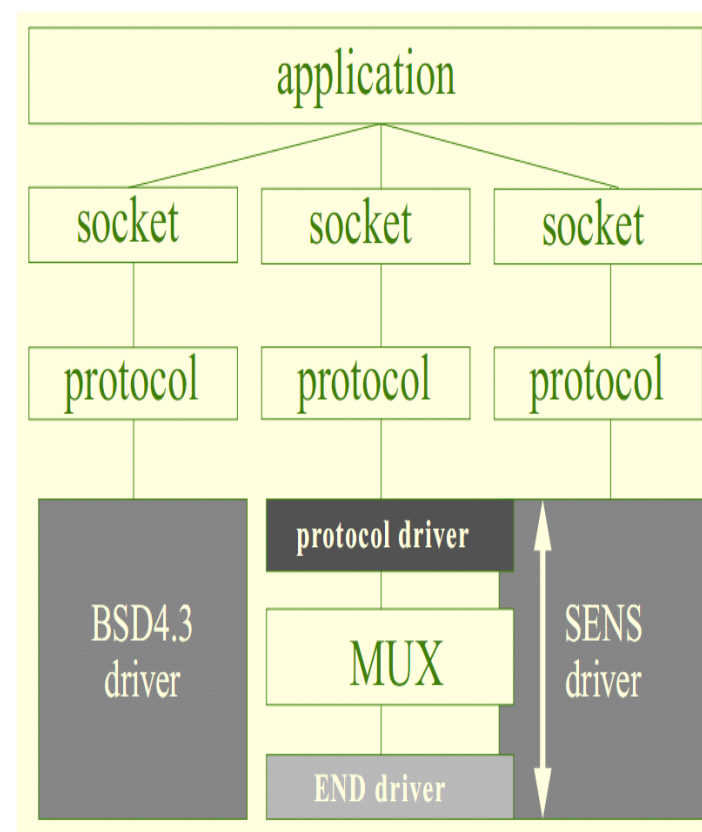 application
socket
socket
socket
protocol
protocol
protocol
protocol driver
BSD4.3
driver
MUX
SENS
driver
END driver